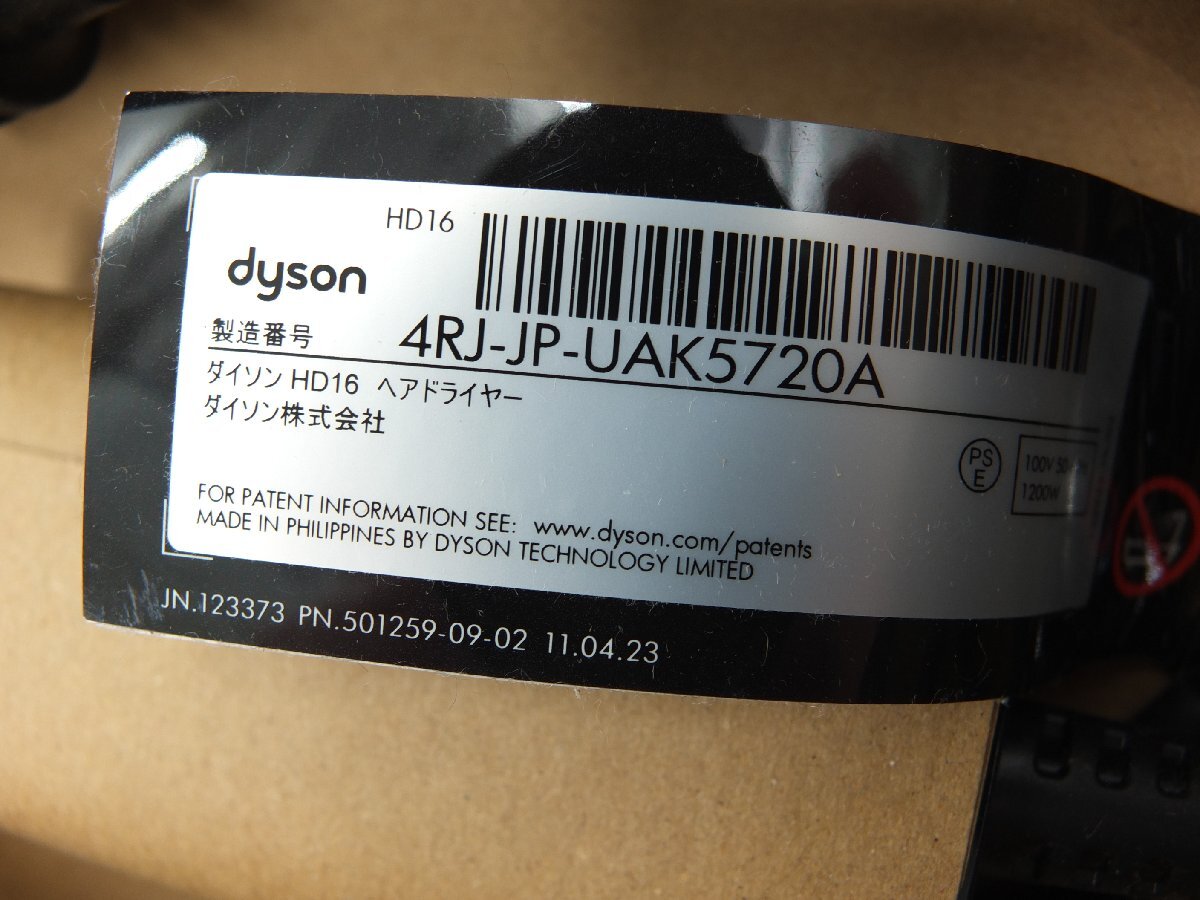 HD16
dyson
製造番号 4RJ-JP-UAK5720A
ダイソン HD16 ヘアドライヤー
ダイソン株式会社
PS
E
100V
1200W
FOR PATENT INFORMATION SEE: www.dyson.com/patents
MADE IN PHILIPPINES BY DYSON TECHNOLOGY LIMITED
JN.123373 PN.501259-09-02 11.04.23